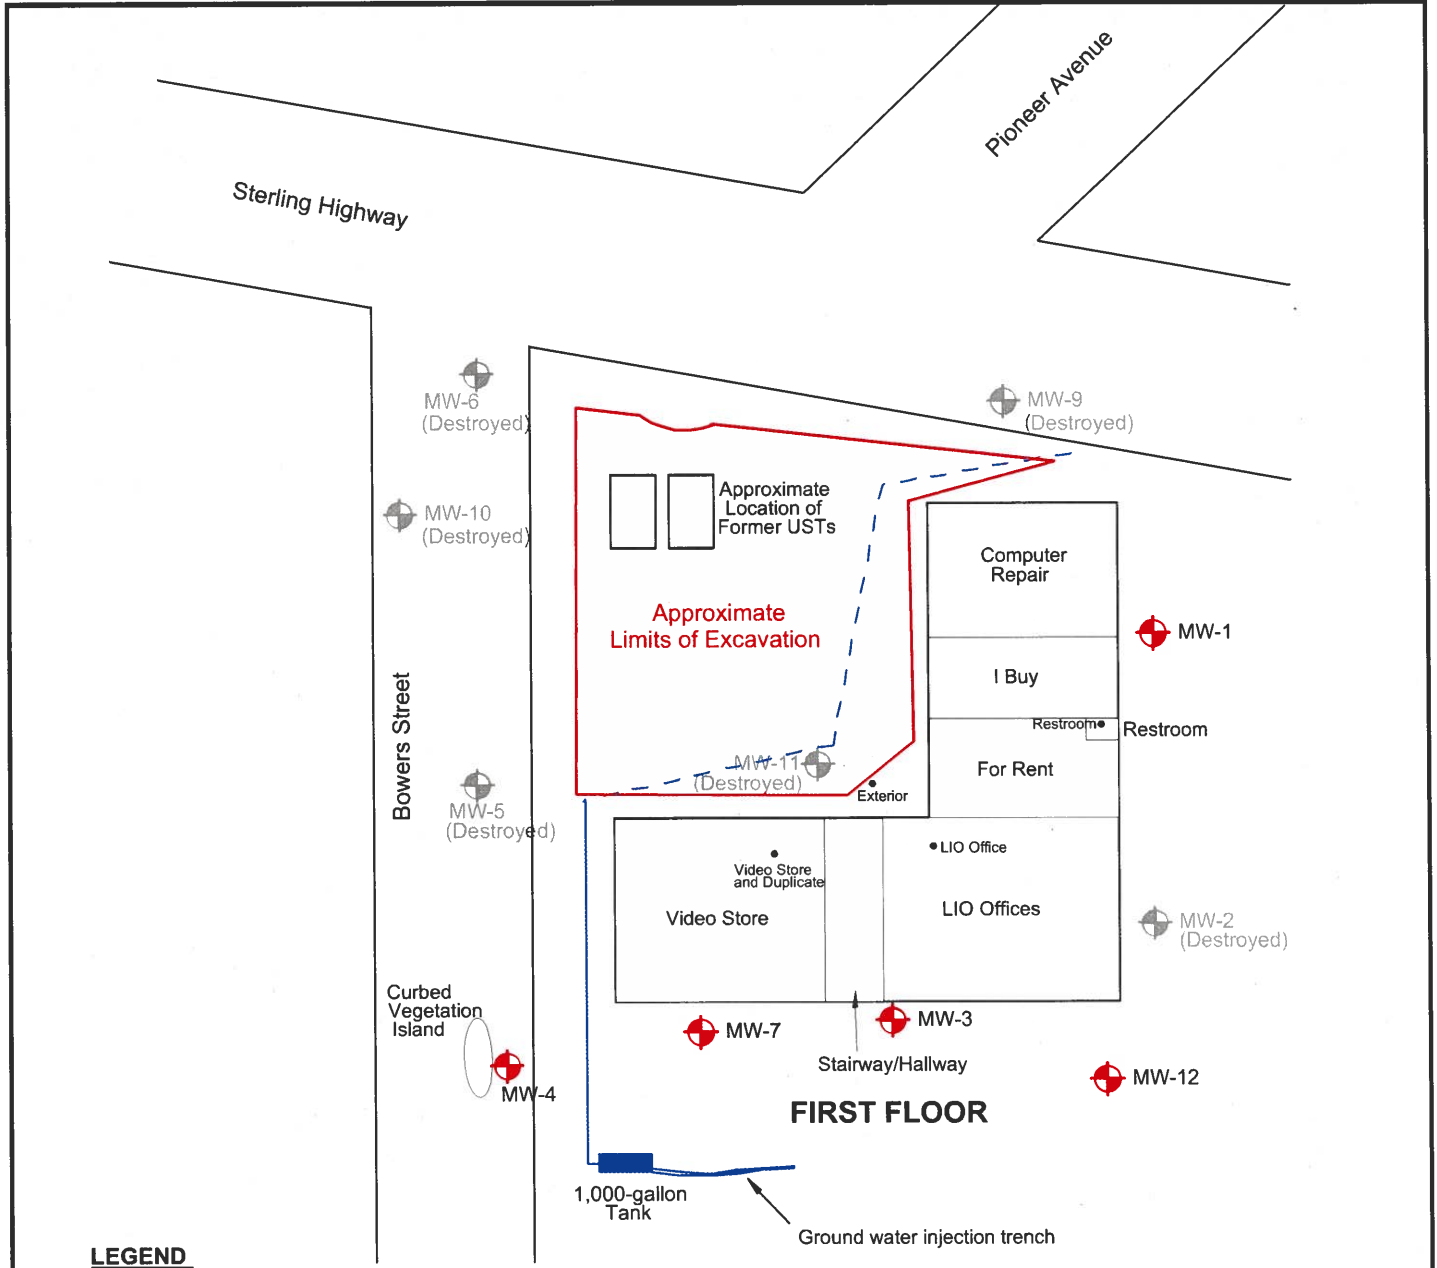 Pioneer Avenue
Sterling Highway
MW-6
(Destroyed)
MW-9
(Destroyed)
MW-10
(Destroyed)
Approximate
Location of
Former USTs
Computer
Repair
Approximate
Limits of Excavation
MW-1
I Buy
Restroom
Restroom
For Rent
Bowers Street
MW-11
(Destroyed)
Exterior
MW-5
(Destroyed)
Video Store
and Duplicate
LIO Office
Video Store
LIO Offices
MW-2
(Destroyed)
Curbed
Vegetation
Island
MW-7
MW-3
Stairway/Hallway
MW-4
MW-12
FIRST FLOOR
1,000-gallon
Tank
Ground water injection trench
LEGEND